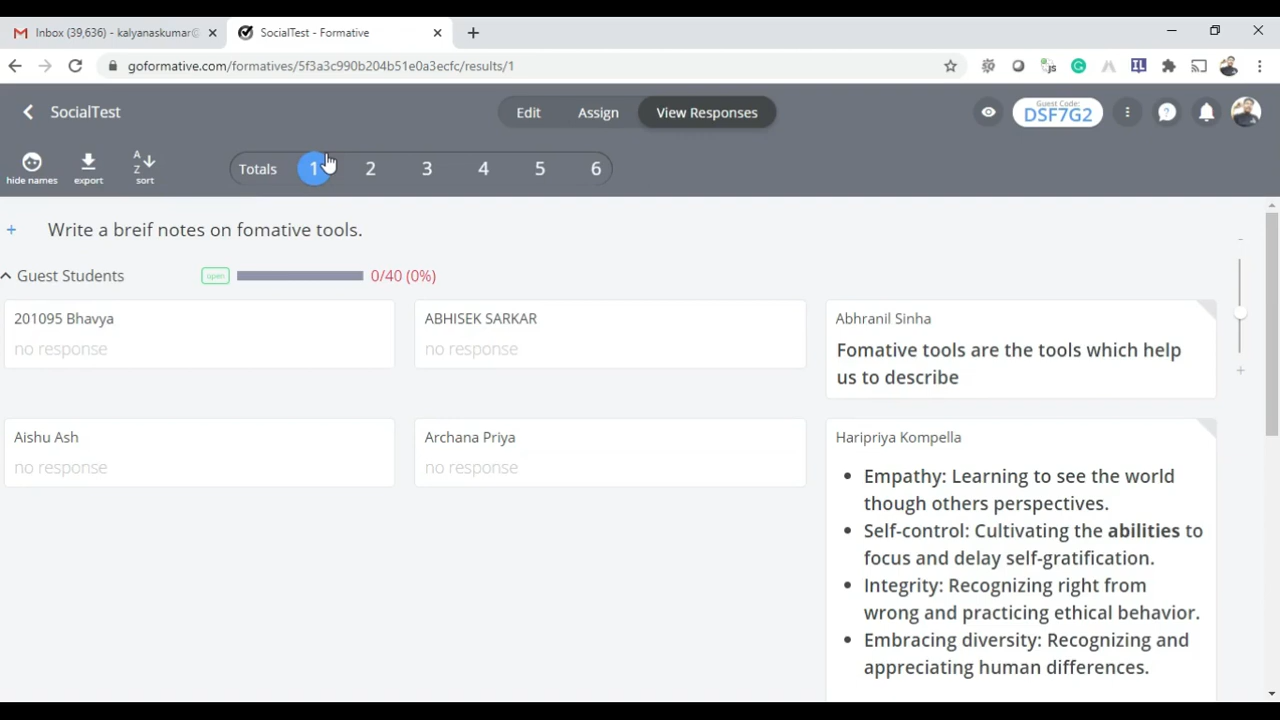 Inbox (39,636) - kalyanaskumar@
SocialTest - Formative
goformative.com/formatives/5f3a3c990b204b51e0a3ecfc/results/1
SocialTest
Edit
Assign
View Responses
Guest Code:
DSF7G2
hide names
export
A
Z
sort
Totals
1
2
3
4
5
6
Write a breif notes on fomative tools.
Guest Students
open
0/40 (0%)
201095 Bhavya
no response
ABHISEK SARKAR
no response
Abhranil Sinha
Fomative tools are the tools which help
us to describe
Aishu Ash
no response
Archana Priya
no response
Haripriya Kompella
• Empathy: Learning to see the world
though others perspectives.
• Self-control: Cultivating the abilities to
focus and delay self-gratification.
• Integrity: Recognizing right from
wrong and practicing ethical behavior.
• Embracing diversity: Recognizing and
appreciating human differences.